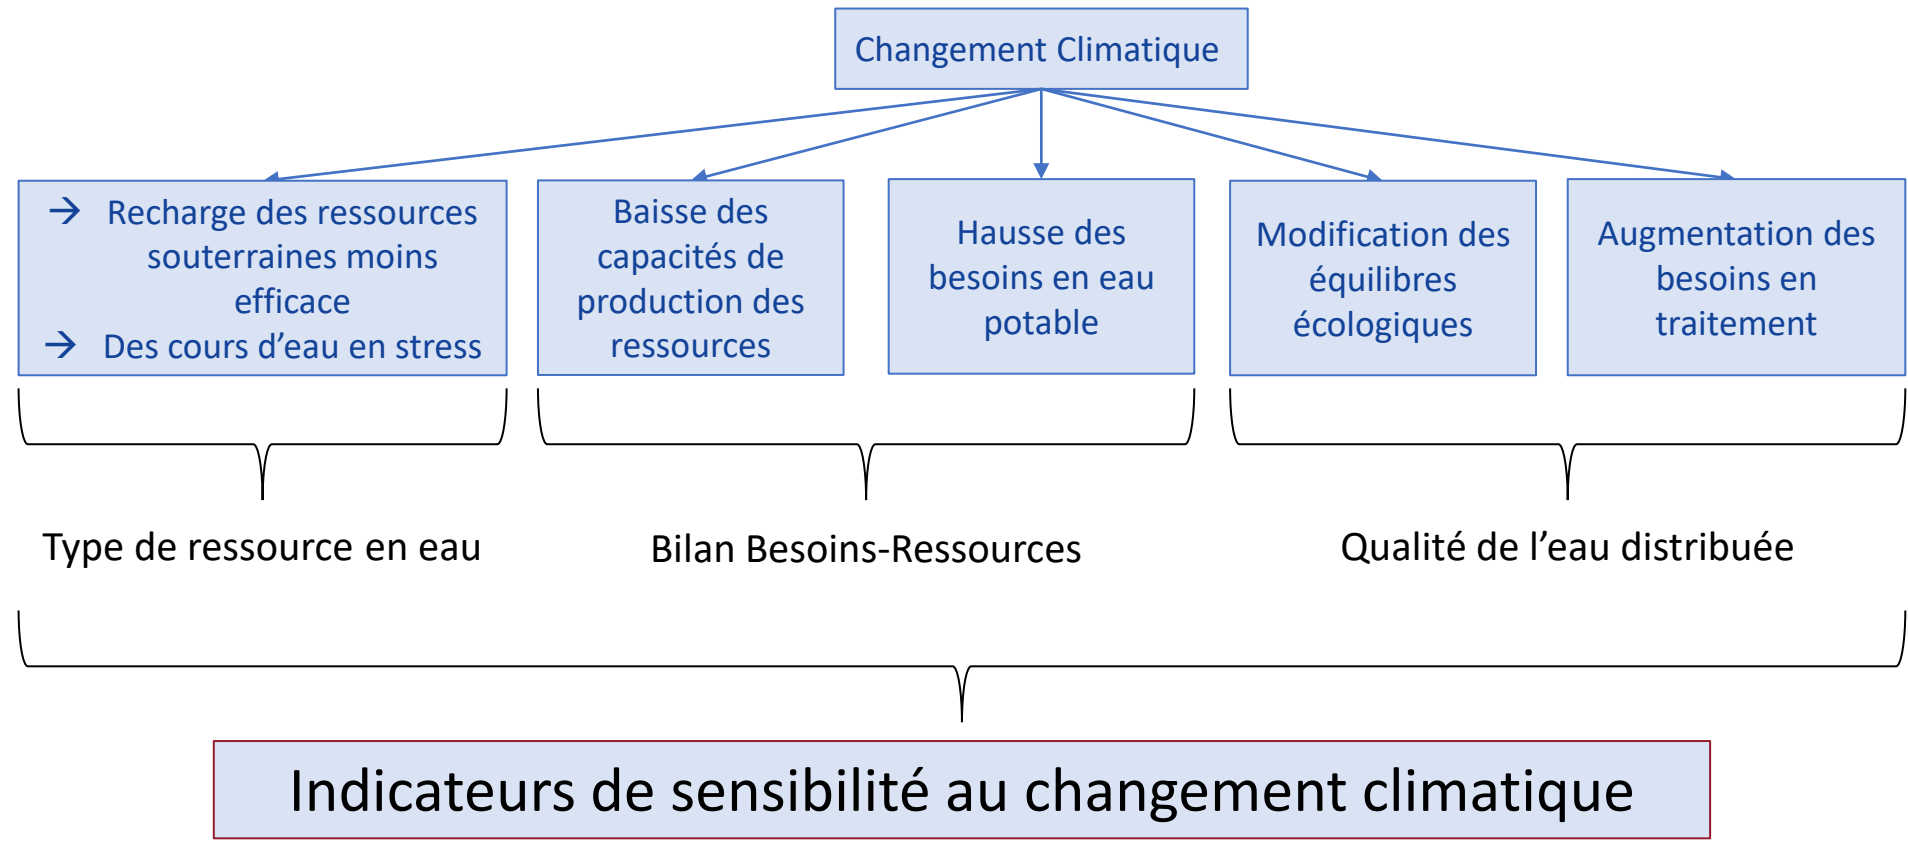 Changement Climatique
→ Recharge des ressources
souterraines moins
efficace
→ Des cours d’eau en stress
Baisse des
capacités de
production des
ressources
Hausse des
besoins en eau
potable
Modification des
équilibres
écologiques
Augmentation des
besoins en
traitement
Type de ressource en eau
Bilan Besoins-Ressources
Qualité de l’eau distribuée
Indicateurs de sensibilité au changement climatique